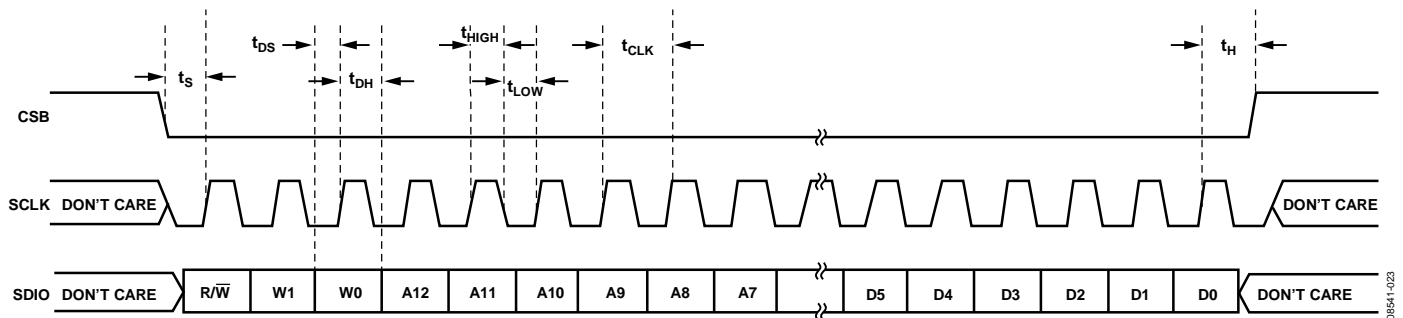 tDS
tHIGH
tCLK
tH
tS
tDH
tLOW
CSB
SCLK DON'T CARE
DON'T CARE
SDIO DON'T CARE R/W̅ W1 W0 A12 A11 A10 A9 A8 A7 D5 D4 D3 D2 D1 D0 DON'T CARE
08541-023